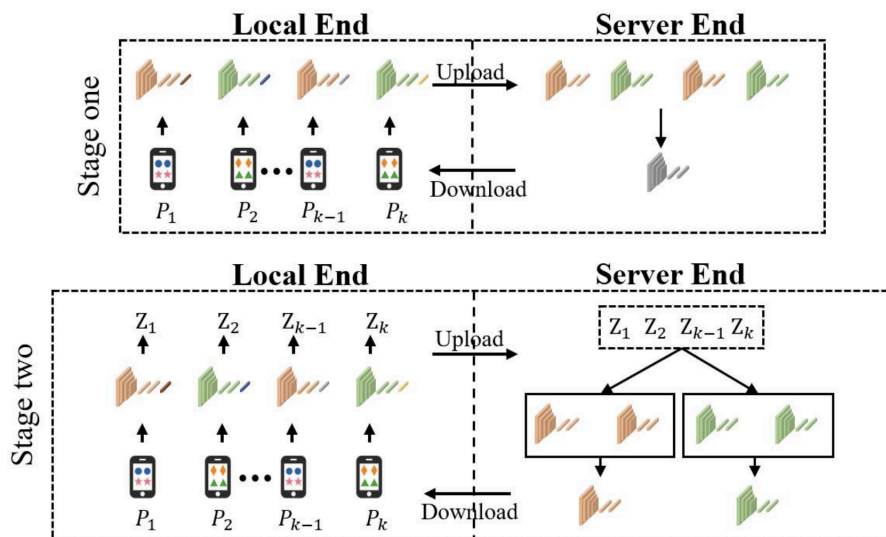 Local End
Server End
Stage one
Upload
Download
P₁ P₂ Pₖ₋₁ Pₖ
Local End
Server End
Stage two
Z₁ Z₂ Zₖ₋₁ Zₖ
Upload
Z₁ Z₂ Zₖ₋₁ Zₖ
Download
P₁ P₂ Pₖ₋₁ Pₖ